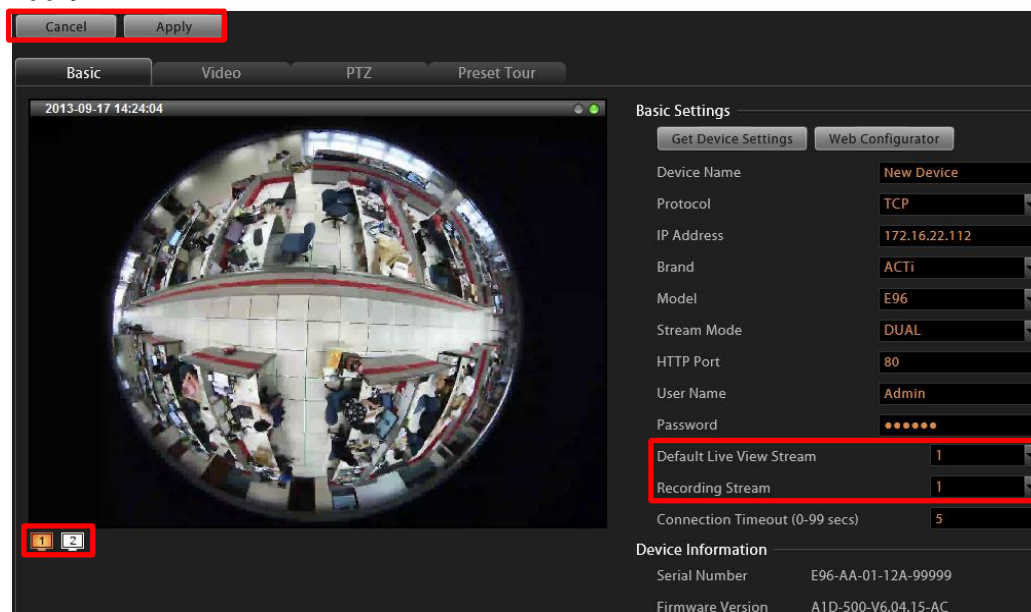 Cancel Apply
Basic Video PTZ Preset Tour
2013-09-17 14:24:04
1 2
Basic Settings
Get Device Settings Web Configurator
Device Name New Device
Protocol TCP
IP Address 172.16.22.112
Brand ACTi
Model E96
Stream Mode DUAL
HTTP Port 80
User Name Admin
Password ●●●●●●
Default Live View Stream 1
Recording Stream 1
Connection Timeout (0-99 secs) 5
Device Information
Serial Number E96-AA-01-12A-99999
Firmware Version A1D-500-V6.04.15-AC